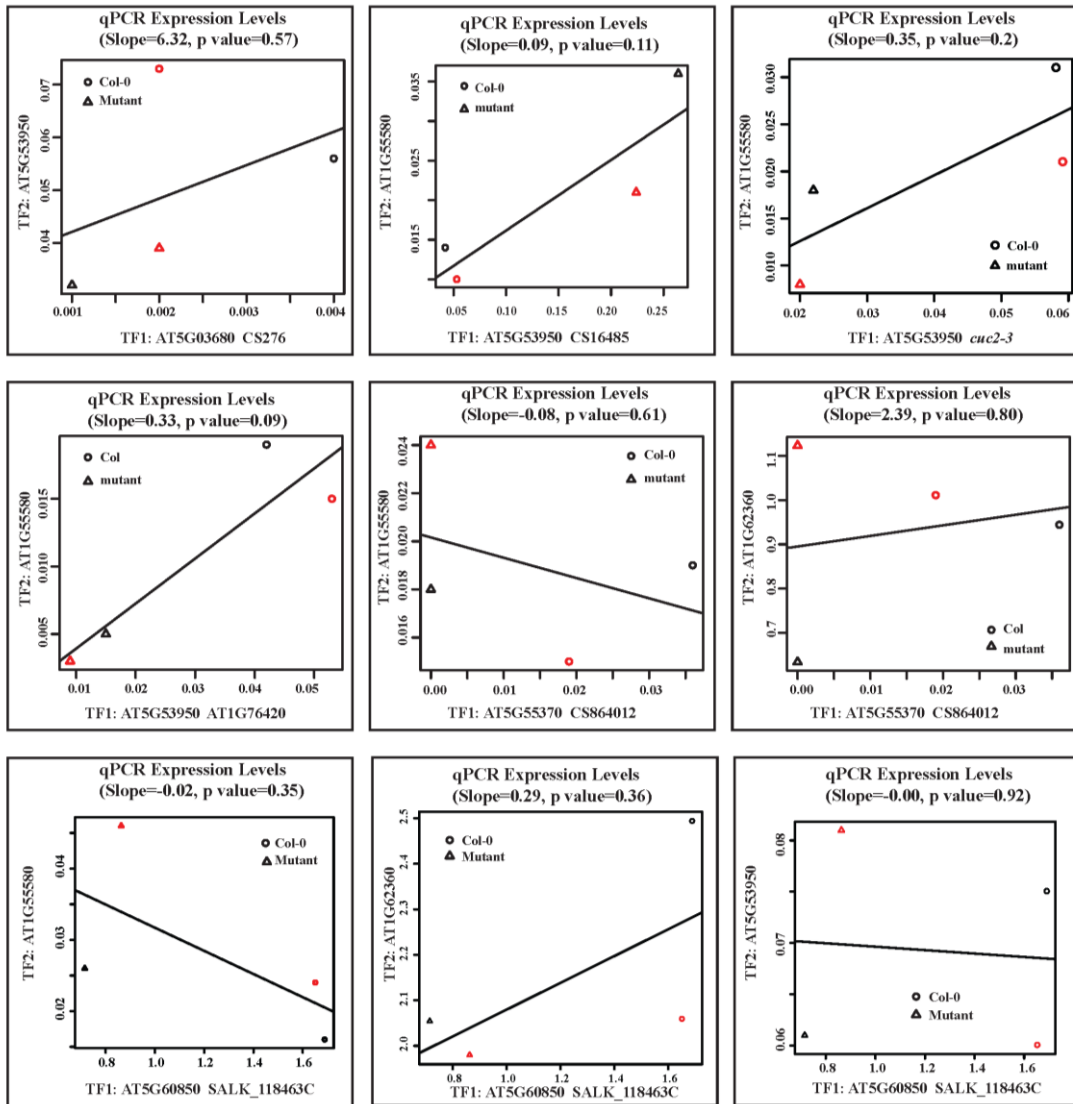 qPCR Expression Levels
(Slope=6.32, p value=0.57)
Col-0
Mutant
TF2: AT5G53950
0.07
0.06
0.05
0.04
0.001
0.002
0.003
0.004
TF1: AT5G03680 CS276
qPCR Expression Levels
(Slope=0.09, p value=0.11)
Col-0
mutant
TF2: AT1G55580
0.035
0.025
0.015
0.05
0.10
0.15
0.20
0.25
TF1: AT5G53950 CS16485
qPCR Expression Levels
(Slope=0.35, p value=0.2)
Col-0
mutant
TF2: AT1G55580
0.030
0.025
0.020
0.015
0.010
0.02
0.03
0.04
0.05
0.06
TF1: AT5G53950 cuc2-3
qPCR Expression Levels
(Slope=0.33, p value=0.09)
Col
mutant
TF2: AT1G55580
0.015
0.010
0.005
0.01
0.02
0.03
0.04
0.05
TF1: AT5G53950 AT1G76420
qPCR Expression Levels
(Slope=-0.08, p value=0.61)
Col-0
mutant
TF2: AT1G55580
0.024
0.022
0.020
0.018
0.016
0.00
0.01
0.02
0.03
TF1: AT5G55370 CS864012
qPCR Expression Levels
(Slope=2.39, p value=0.80)
Col
mutant
TF2: AT1G62360
1.1
1.0
0.9
0.8
0.7
0.00
0.01
0.02
0.03
TF1: AT5G55370 CS864012
qPCR Expression Levels
(Slope=-0.02, p value=0.35)
Col-0
Mutant
TF2: AT1G55580
0.04
0.03
0.02
0.8
1.0
1.2
1.4
1.6
TF1: AT5G60850 SALK_118463C
qPCR Expression Levels
(Slope=0.29, p value=0.36)
Col-0
Mutant
TF2: AT1G62360
2.5
2.4
2.3
2.2
2.1
2.0
0.8
1.0
1.2
1.4
1.6
TF1: AT5G60850 SALK_118463C
qPCR Expression Levels
(Slope=-0.00, p value=0.92)
Col-0
Mutant
TF2: AT5G53950
0.08
0.07
0.06
0.8
1.0
1.2
1.4
1.6
TF1: AT5G60850 SALK_118463C